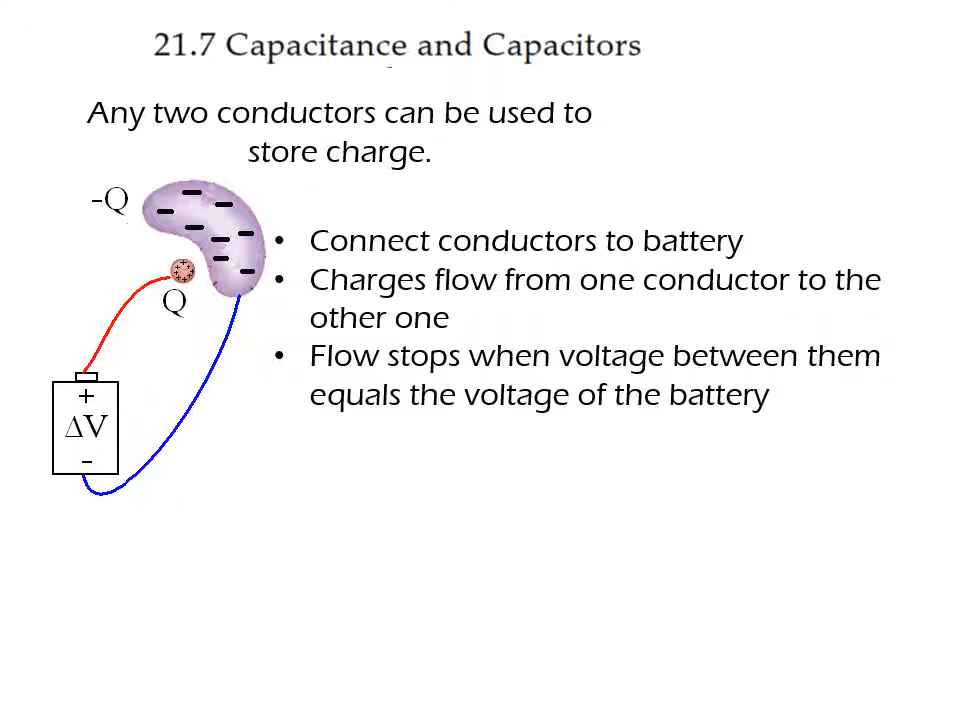 21.7 Capacitance and Capacitors
Any two conductors can be used to
store charge.
-Q
• Connect conductors to battery
• Charges flow from one conductor to the
other one
Q
• Flow stops when voltage between them
equals the voltage of the battery
+
ΔV
-